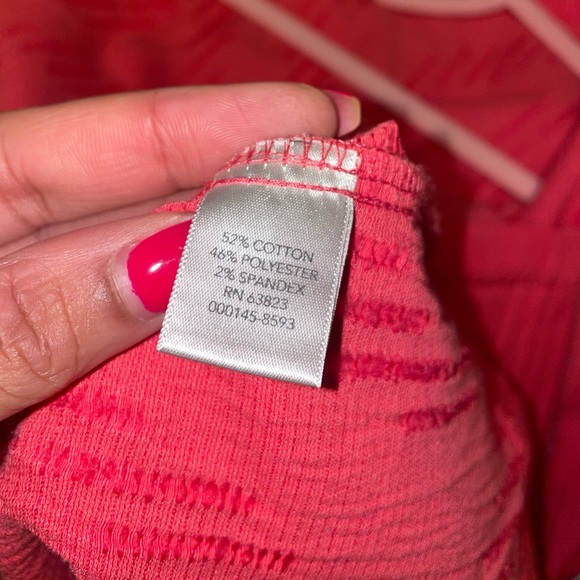 52% COTTON
46% POLYESTER
2% SPANDEX
RN 63823
000145-8593